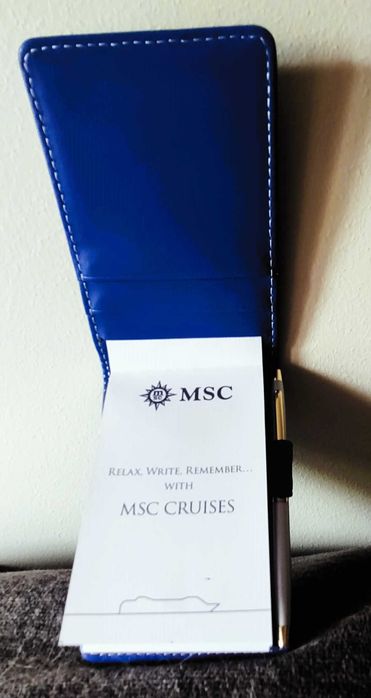 MSC
RELAX, WRITE, REMEMBER...
WITH
MSC CRUISES